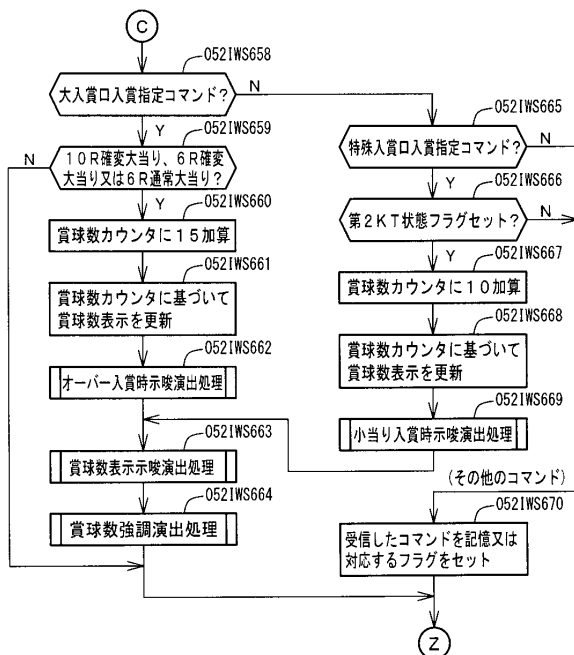 C
052IWS658
大入賞口入賞指定コマンド?
N
Y
052IWS659
N
10R確変大当り、6R確変
大当り又は6R通常大当り?
Y
052IWS660
賞球数カウンタに15加算
052IWS661
賞球数カウンタに基づいて
賞球数表示を更新
052IWS662
オーバー入賞時示唆演出処理
052IWS663
賞球数表示示唆演出処理
052IWS664
賞球数強調演出処理
052IWS665
特殊入賞口入賞指定コマンド?
N
Y
052IWS666
第2KT状態フラグセット?
N
Y
052IWS667
賞球数カウンタに10加算
052IWS668
賞球数カウンタに基づいて
賞球数表示を更新
052IWS669
小当り入賞時示唆演出処理
(その他のコマンド)
052IWS670
受信したコマンドを記憶又は
対応するフラグをセット
Z